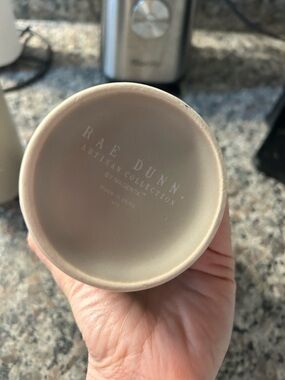 RAE DUNN
ARTISAN COLLECTION
BY MAGENTA